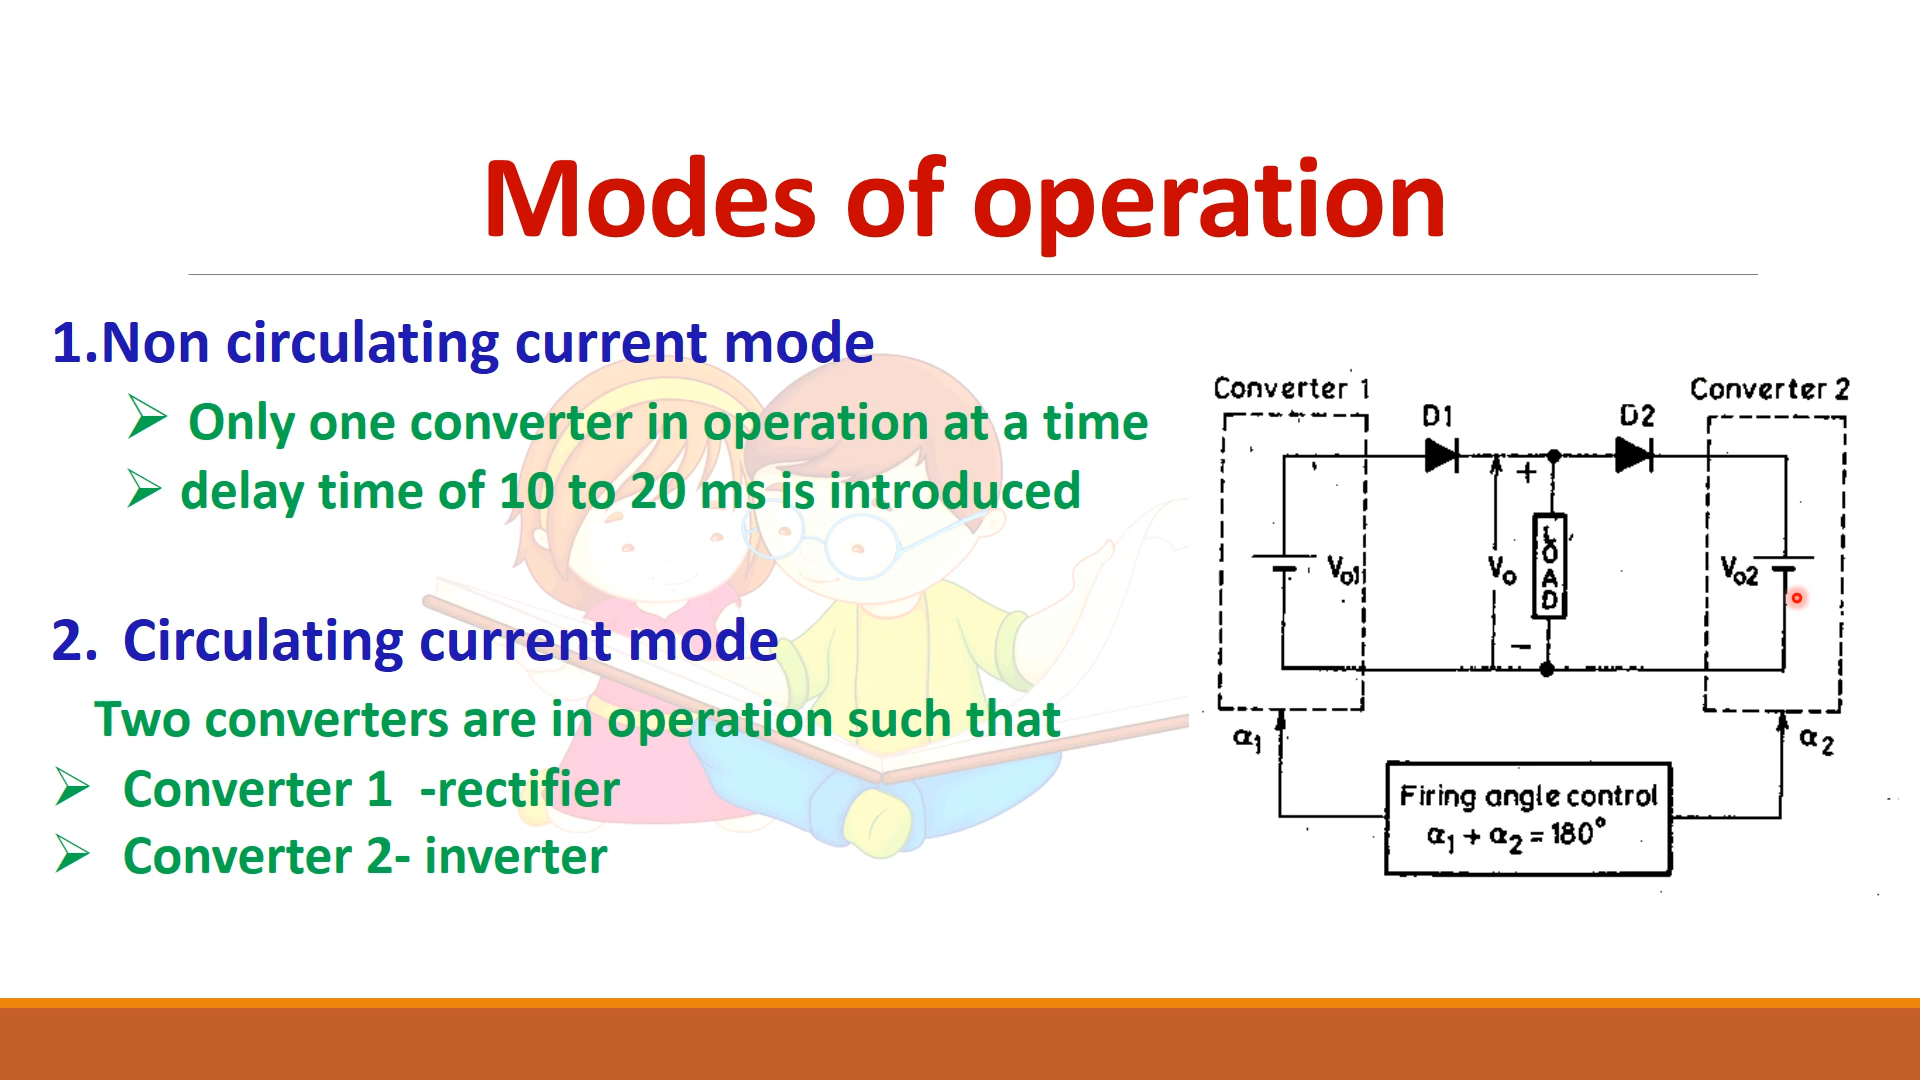 Modes of operation
1.Non circulating current mode
➢ Only one converter in operation at a time
➢ delay time of 10 to 20 ms is introduced
2. Circulating current mode
Two converters are in operation such that
➢ Converter 1 -rectifier
➢ Converter 2- inverter
Converter 1
Converter 2
D1
D2
+
Vo1
Vo
LOAD
Vo2
−
α1
α2
Firing angle control
α1 + α2 = 180°